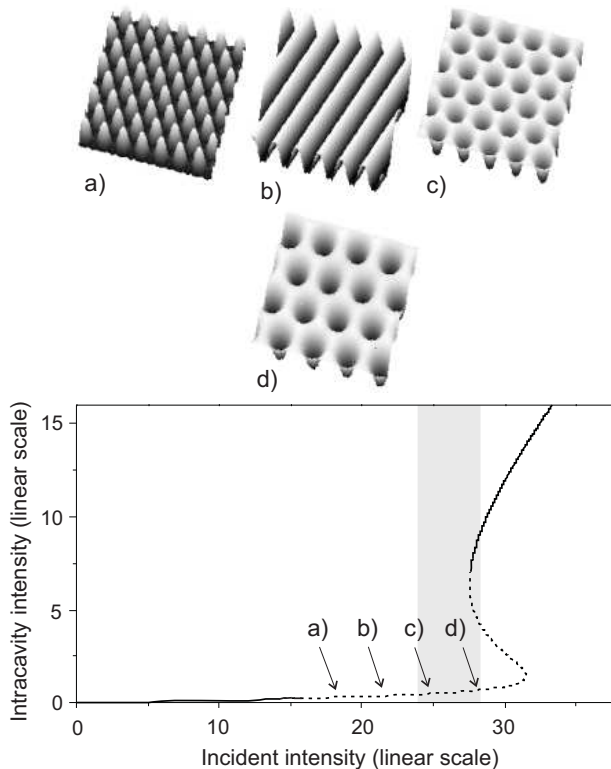 a)
b)
c)
d)
Intracavity intensity (linear scale)
15
10
5
0
a)
b)
c)
d)
0
10
20
30
Incident intensity (linear scale)